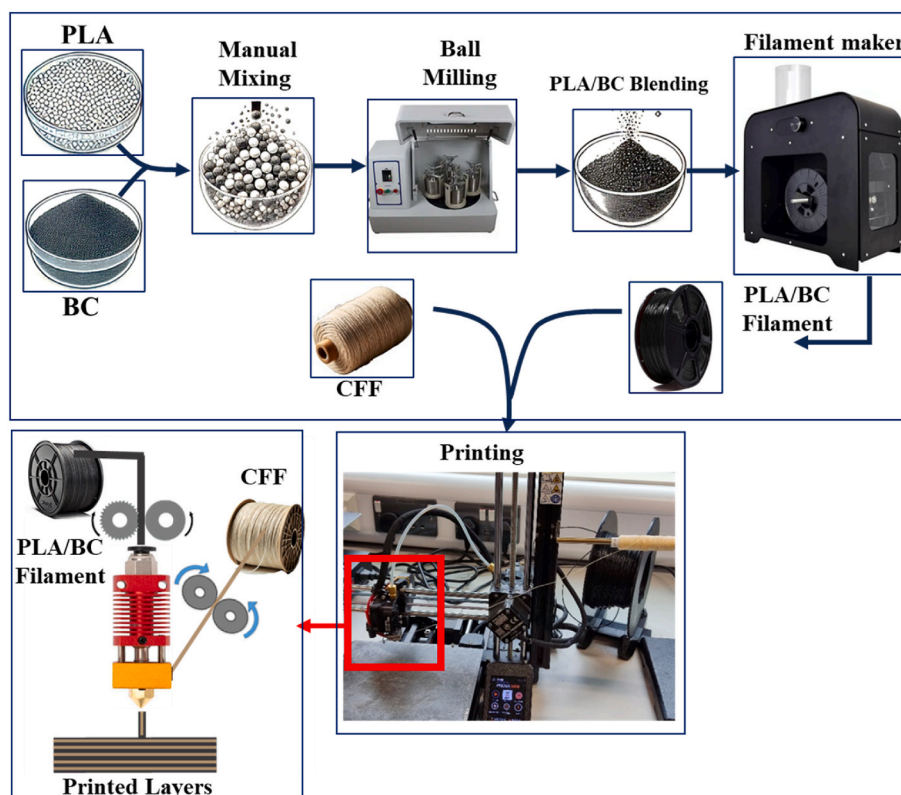 PLA
Manual
Mixing
Ball
Milling
PLA/BC Blending
Filament maker
BC
CFF
PLA/BC
Filament
Printing
CFF
PLA/BC
Filament
Printed Layers